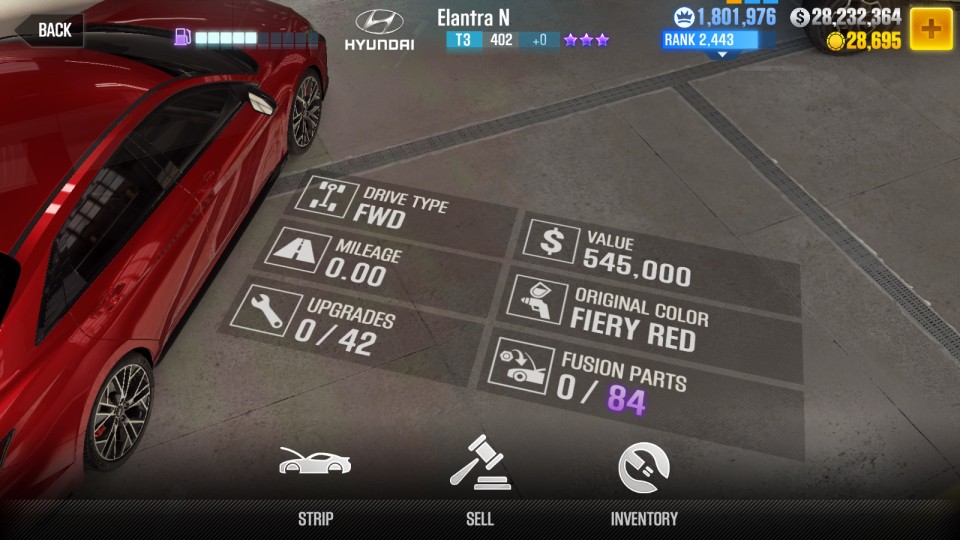 BACK
HYUNDAI
Elantra N
T3 402 +0
1,801,976
RANK 2,443
$ 28,232,364
28,695
+
DRIVE TYPE
FWD
MILEAGE
0.00
UPGRADES
0 / 42
$
VALUE
545,000
ORIGINAL COLOR
FIERY RED
FUSION PARTS
0 / 84
STRIP
SELL
INVENTORY